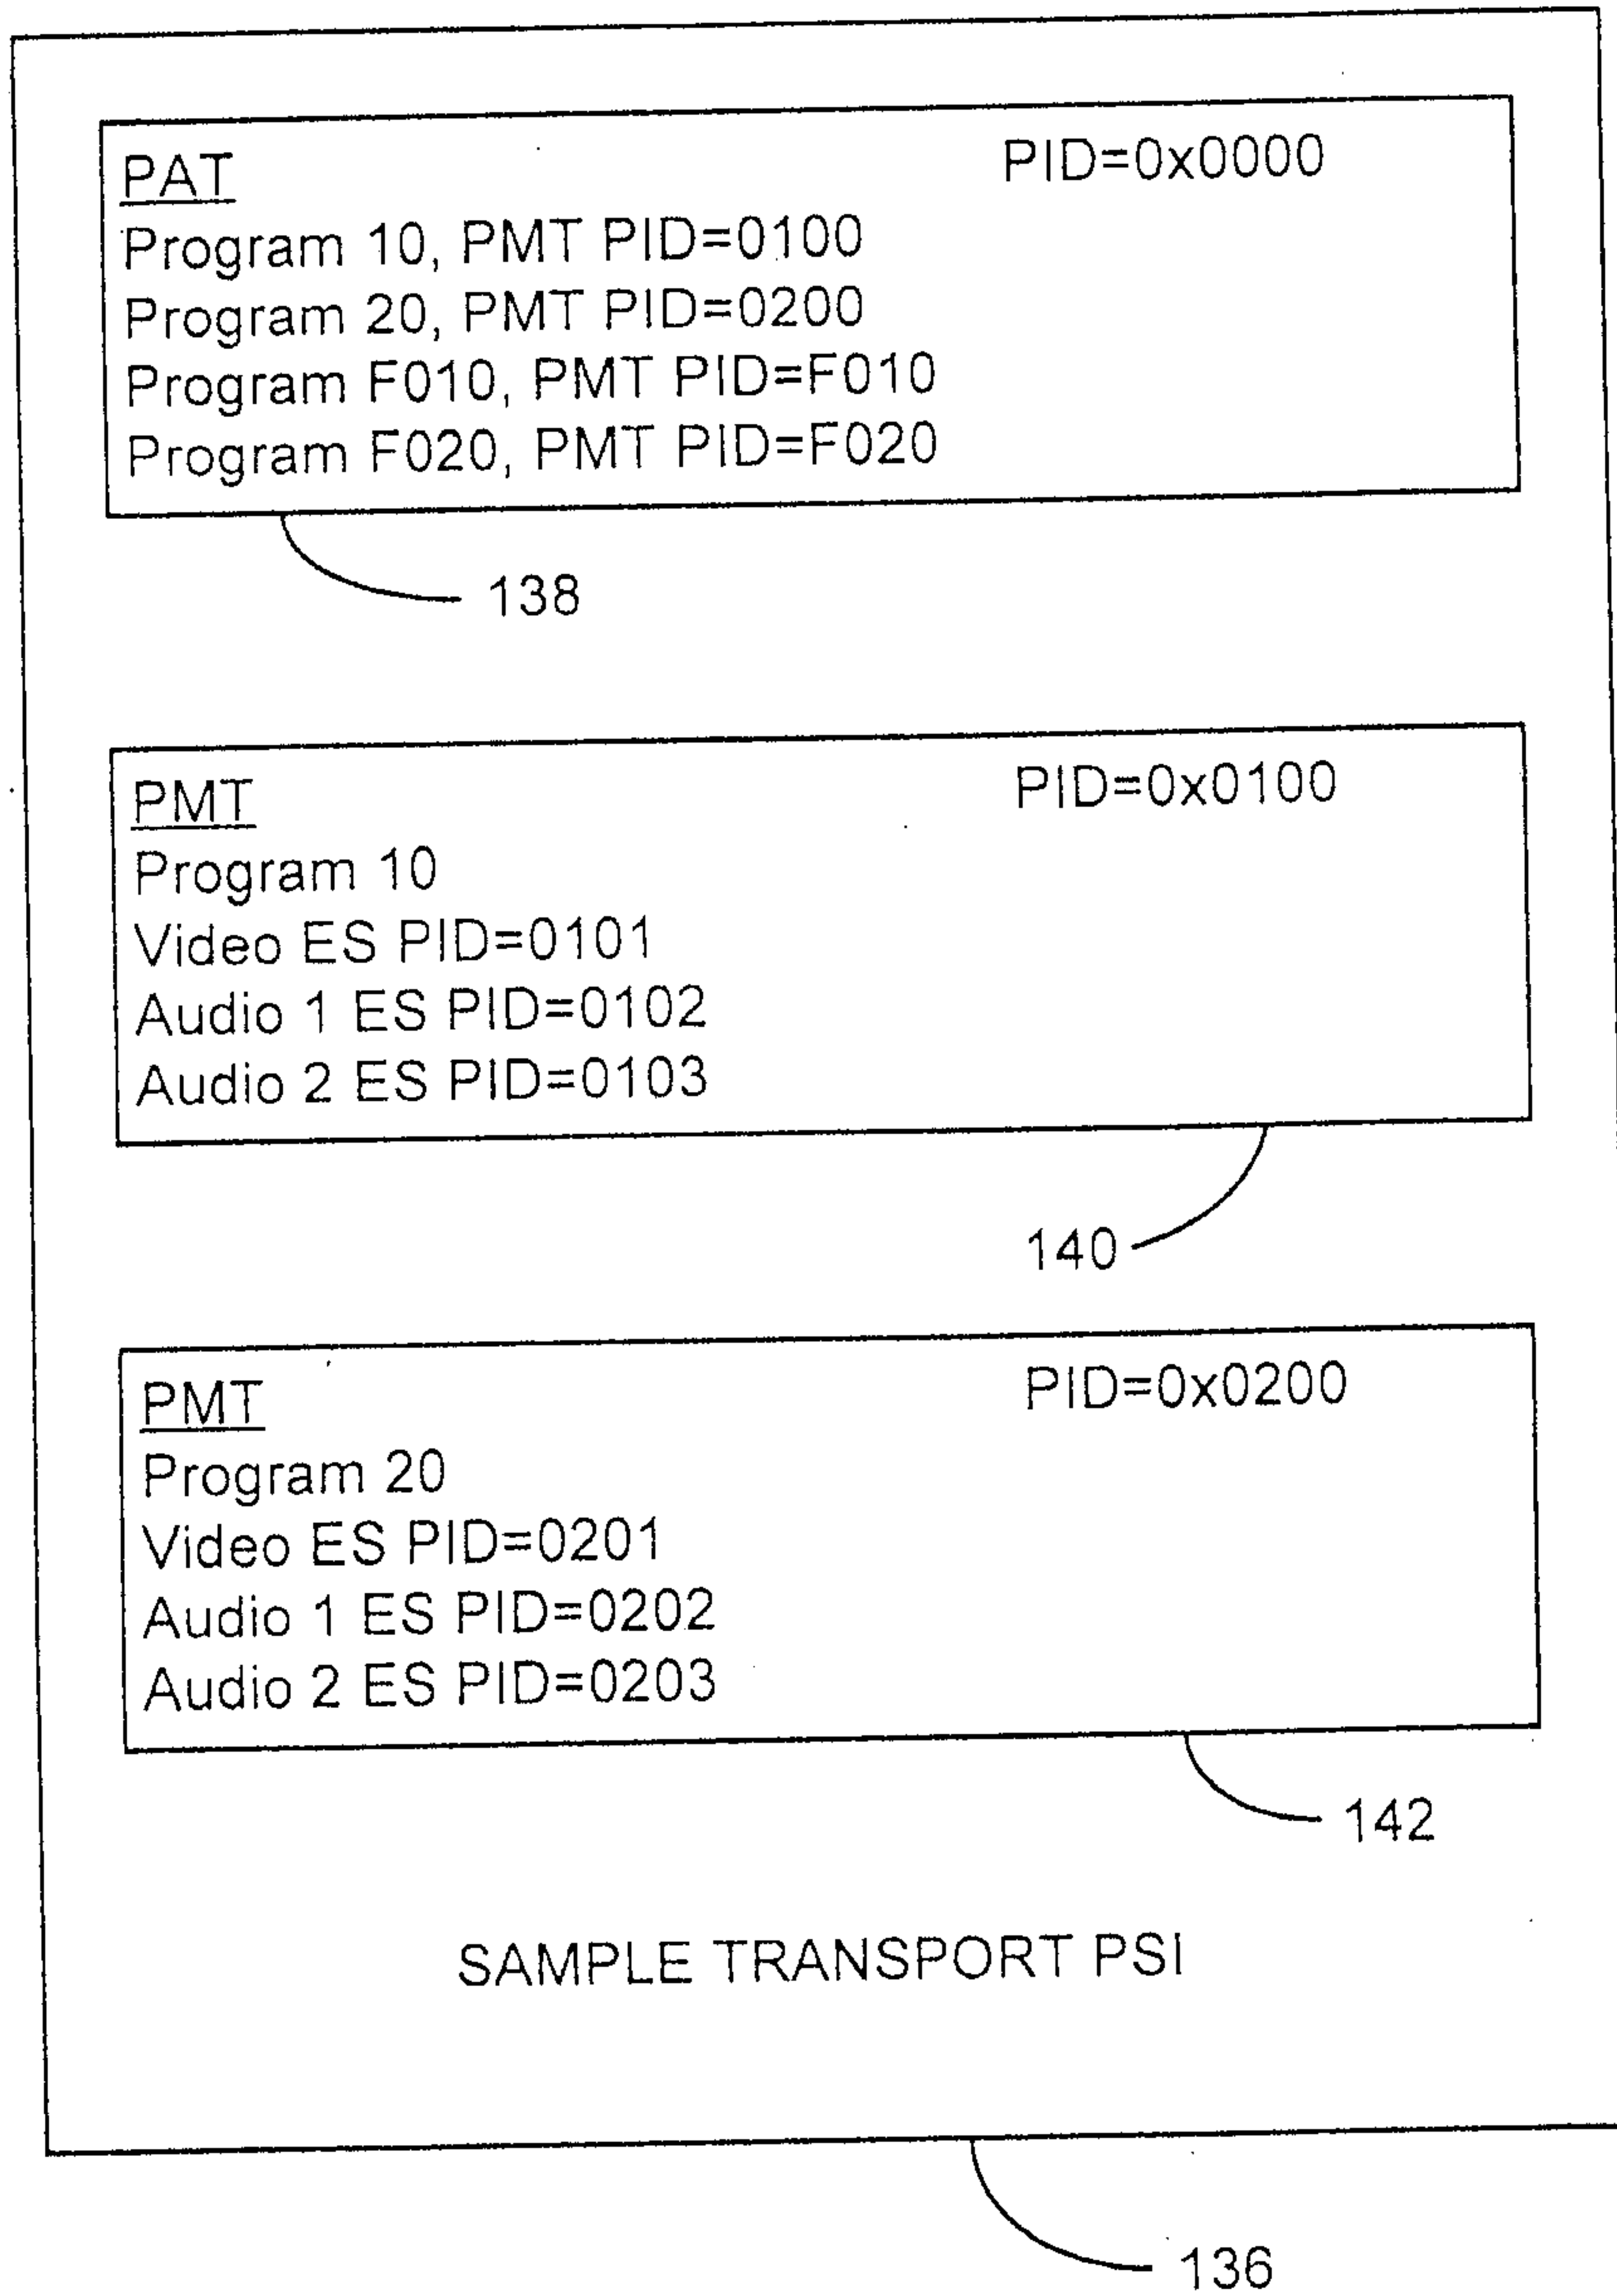 PAT PID=0x0000
Program 10, PMT PID=0100
Program 20, PMT PID=0200
Program F010, PMT PID=F010
Program F020, PMT PID=F020
138
PMT PID=0x0100
Program 10
Video ES PID=0101
Audio 1 ES PID=0102
Audio 2 ES PID=0103
140
PMT PID=0x0200
Program 20
Video ES PID=0201
Audio 1 ES PID=0202
Audio 2 ES PID=0203
142
SAMPLE TRANSPORT PSI
136